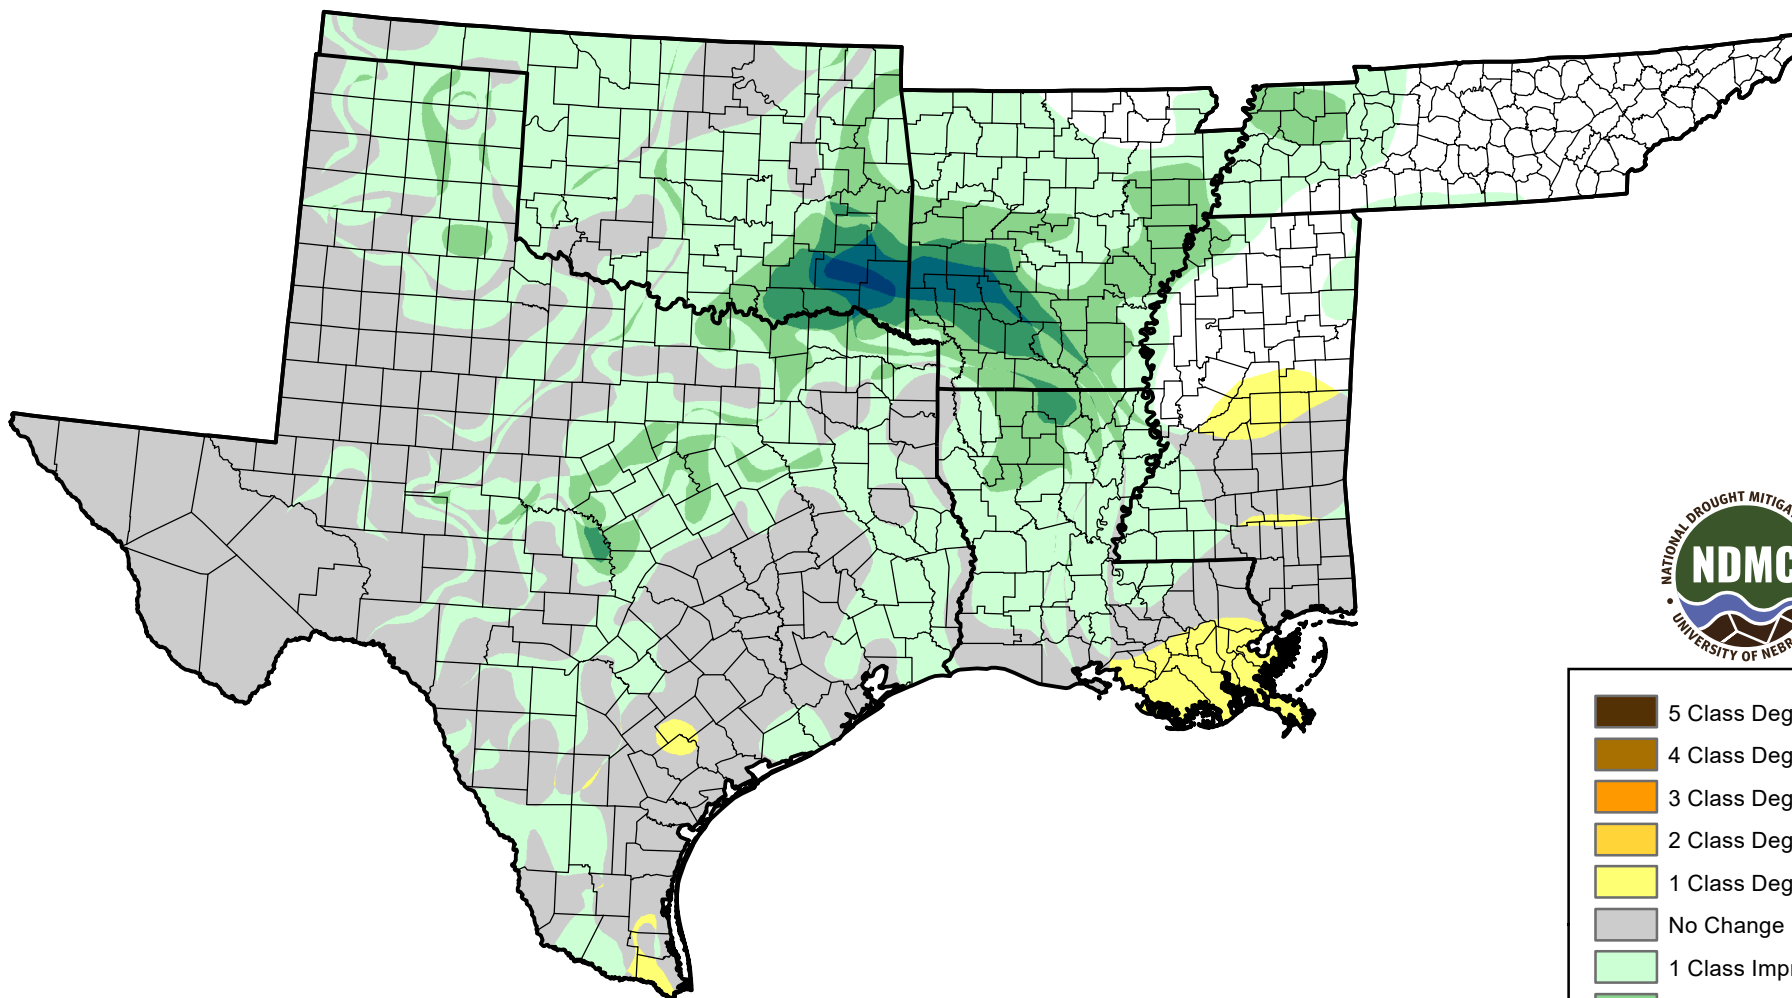 NATIONAL DROUGHT MITIGA
NDMC
UNIVERSITY OF NEBR
5 Class Deg
4 Class Deg
3 Class Deg
2 Class Deg
1 Class Deg
No Change
1 Class Impr